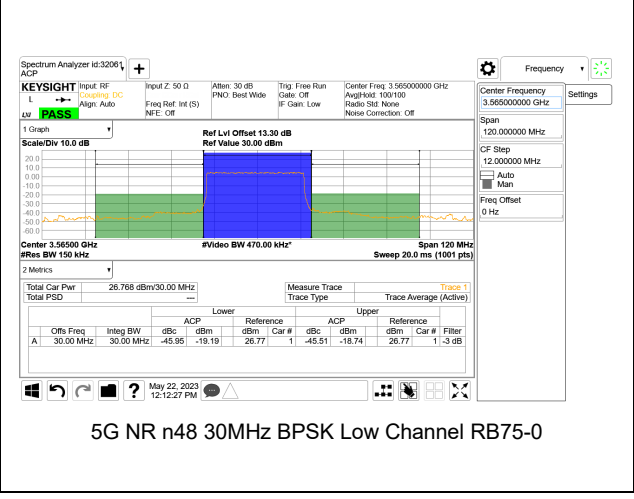 Spectrum Analyzer id:32061
ACP
Frequency
KEYSIGHT
Input: RF
Coupling: DC
Align: Auto
Input Z: 50 Ω
Freq Ref: Int (S)
NFE: Off
Atten: 30 dB
PNO: Best Wide
Trig: Free Run
Gate: Off
IF Gain: Low
Center Freq: 3.565000000 GHz
Avg|Hold: 100/100
Radio Std: None
Noise Correction: Off
L
LXI
PASS
Center Frequency
3.565000000 GHz
Settings
Span
120.000000 MHz
CF Step
12.000000 MHz
Auto
Man
Freq Offset
0 Hz
1 Graph
Scale/Div 10.0 dB
Ref Lvl Offset 13.30 dB
Ref Value 30.00 dBm
20.0
10.0
0.00
-10.0
-20.0
-30.0
-40.0
-50.0
-60.0
Center 3.56500 GHz
#Video BW 470.00 kHz*
Span 120 MHz
#Res BW 150 kHz
Sweep 20.0 ms (1001 pts)
2 Metrics
Total Car Pwr 26.768 dBm/30.00 MHz Measure Trace Trace 1
Total PSD --- Trace Type Trace Average (Active)
Lower Upper
ACP Reference ACP Reference
Offs Freq Integ BW dBc dBm dBm Car # dBc dBm dBm Car # Filter
A 30.00 MHz 30.00 MHz -45.95 -19.19 26.77 1 -45.51 -18.74 26.77 1 -3 dB
?
May 22, 2023
12:12:27 PM
5G NR n48 30MHz BPSK Low Channel RB75-0